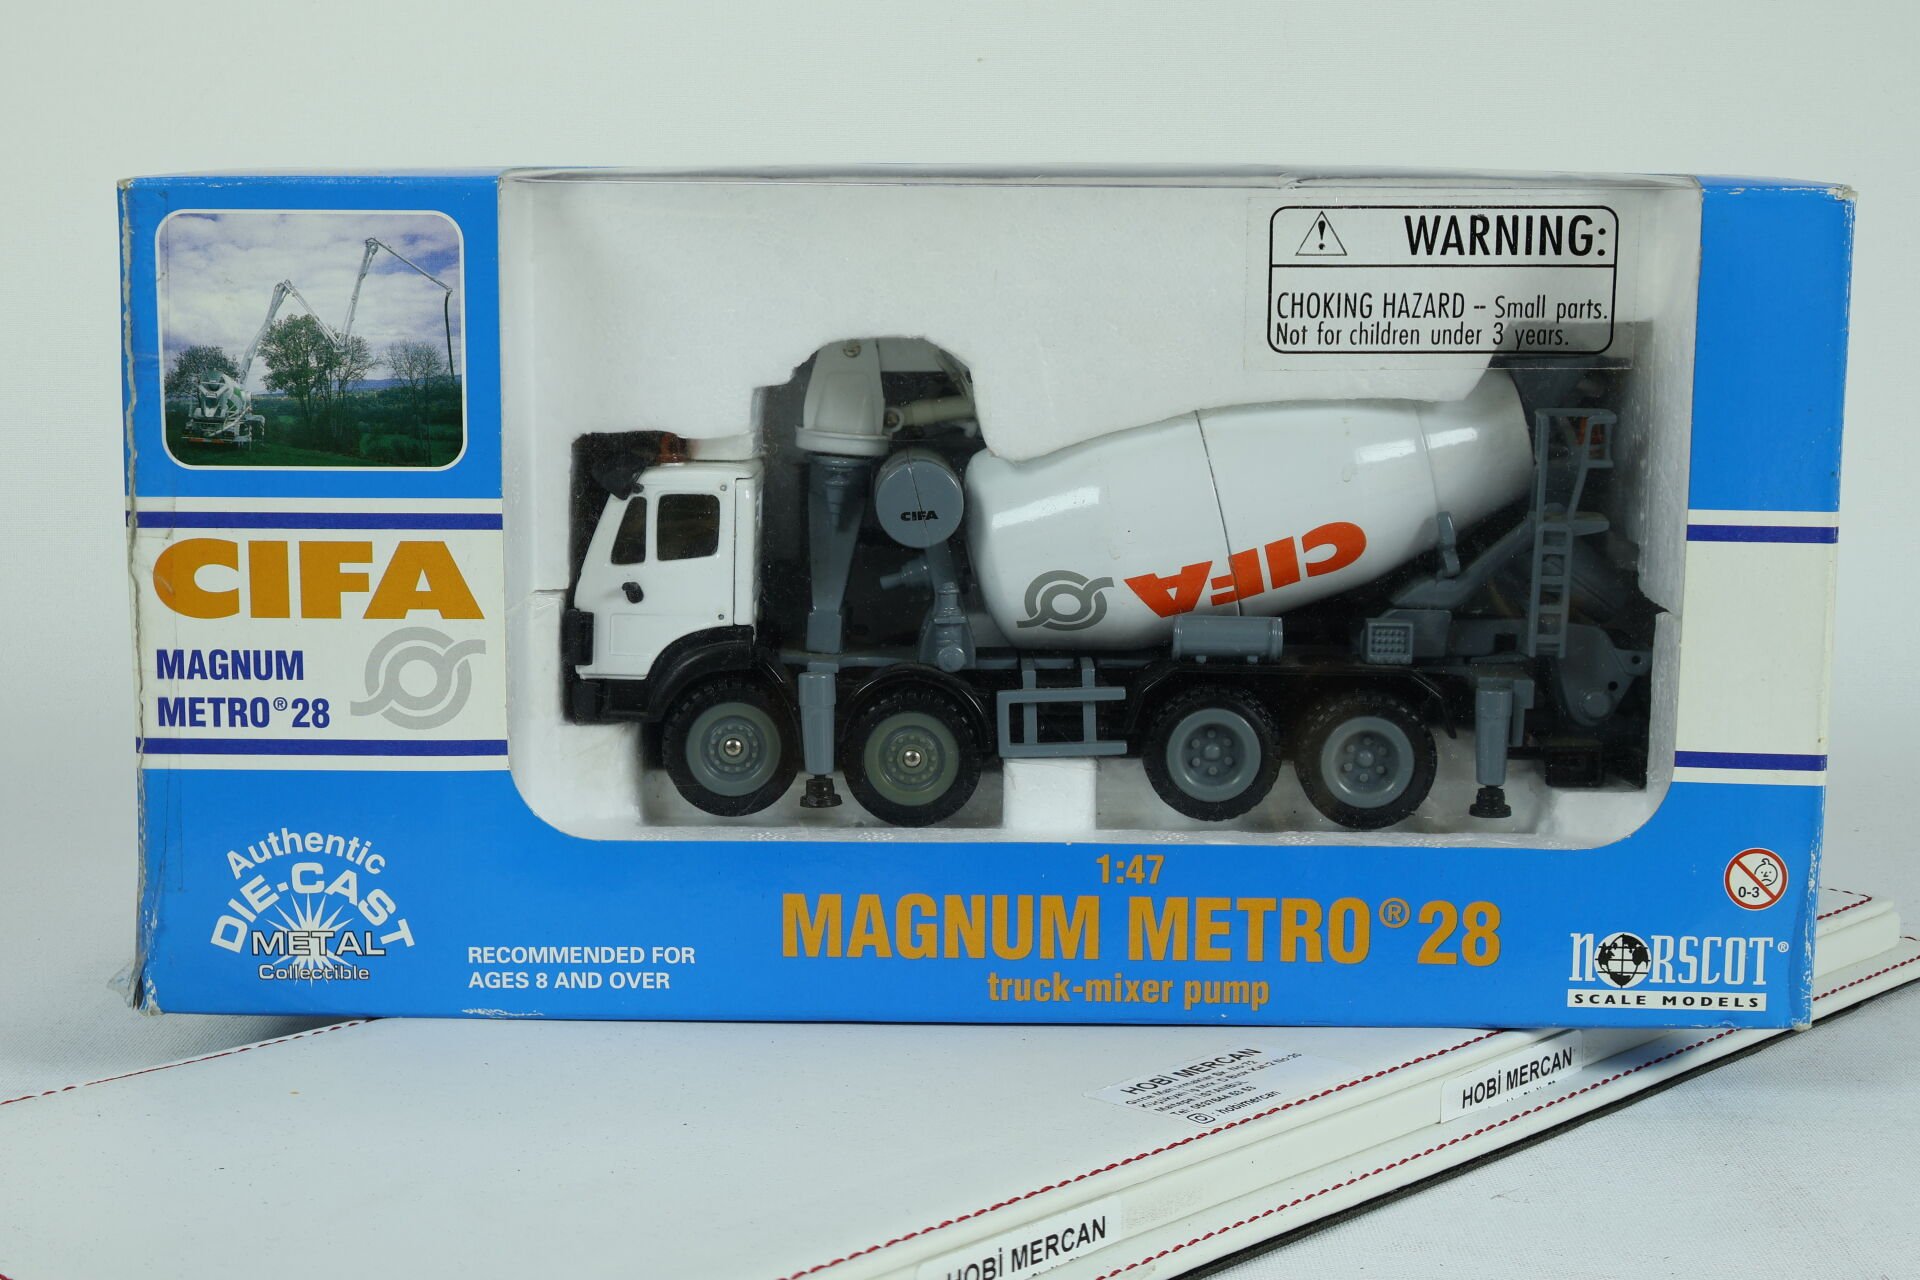 WARNING:
CHOKING HAZARD -- Small parts.
Not for children under 3 years.
CIFA
MAGNUM
METRO®28
CIFA
CIFA
Authentic
DIE-CAST
METAL
Collectible
RECOMMENDED FOR
AGES 8 AND OVER
1:47
MAGNUM METRO®28
truck-mixer pump
0-3
NORSCOT®
SCALE MODELS
HOBİ MERCAN
: hobimercan
HOBİ MERCAN
HOBİ MERCAN